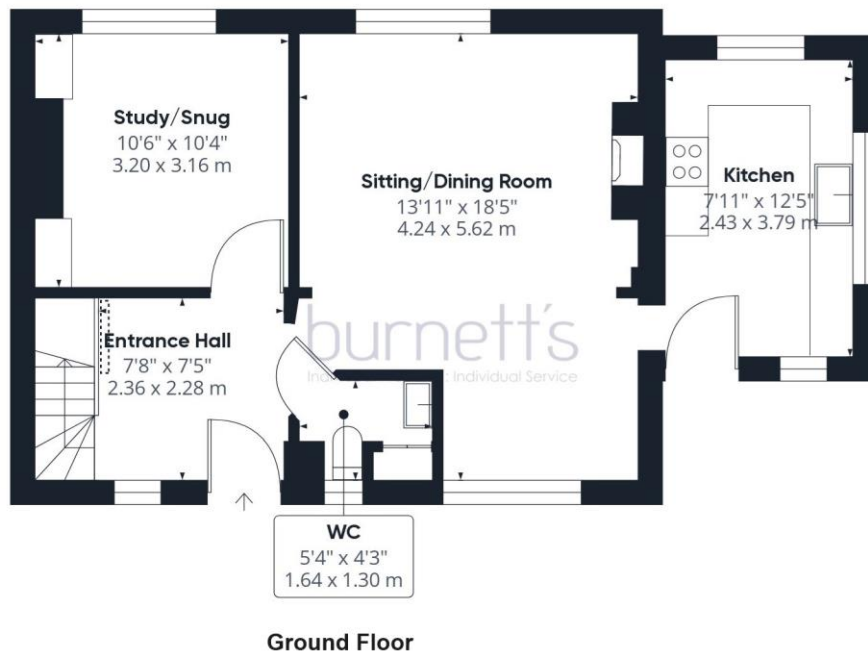 Study/Snug
10'6" x 10'4"
3.20 x 3.16 m
Sitting/Dining Room
13'11" x 18'5"
4.24 x 5.62 m
Kitchen
7'11" x 12'5"
2.43 x 3.79 m
Entrance Hall
7'8" x 7'5"
2.36 x 2.28 m
burnett's
Individual Service
WC
5'4" x 4'3"
1.64 x 1.30 m
Ground Floor